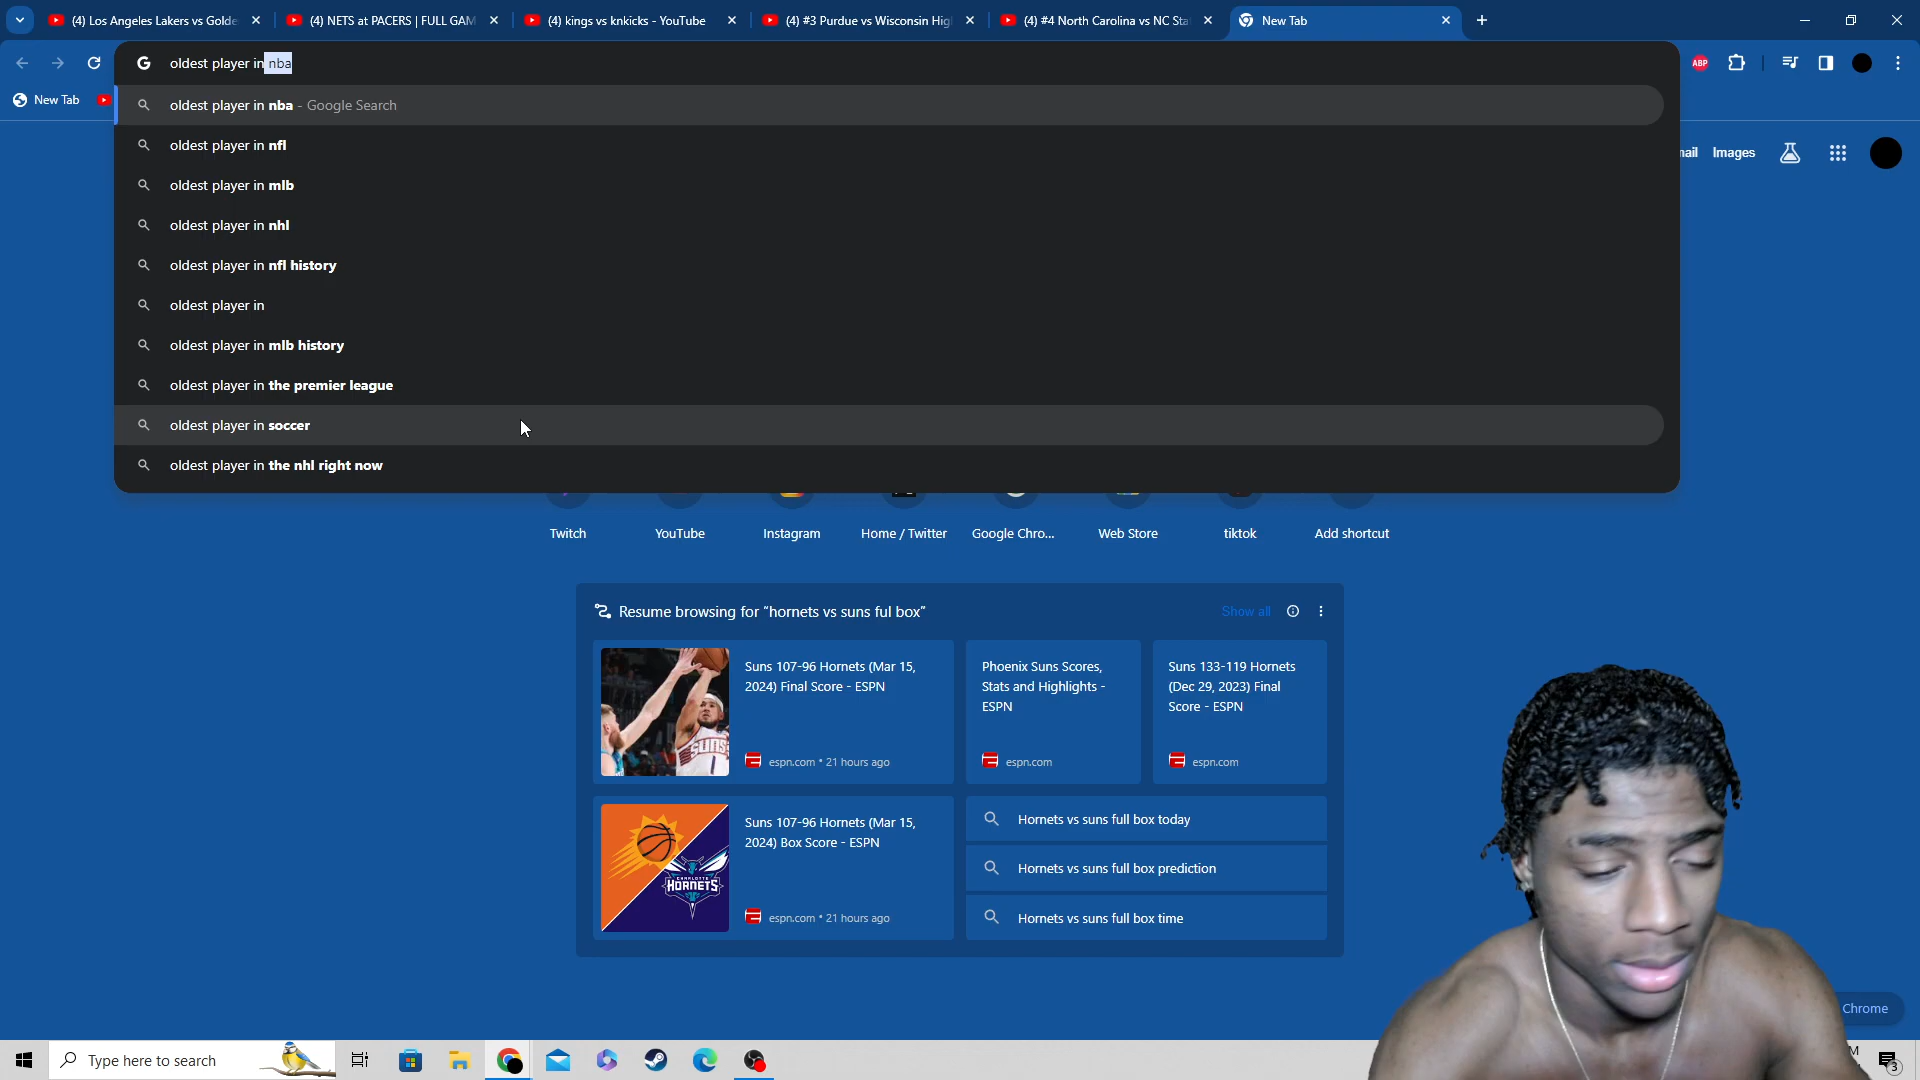 (4) Los Angeles Lakers vs Golde
(4) NETS at PACERS | FULL GAM
(4) kings vs knkicks - YouTube
(4) #3 Purdue vs Wisconsin Hig
(4) #4 North Carolina vs NC Sta
New Tab
oldest player in nba
ABP
New Tab
oldest player in nba - Google Search
oldest player in nfl
mail Images
oldest player in mlb
oldest player in nhl
oldest player in nfl history
oldest player in
oldest player in mlb history
oldest player in the premier league
oldest player in soccer
oldest player in the nhl right now
Twitch
YouTube
Instagram
Home / Twitter
Google Chro...
Web Store
tiktok
Add shortcut
Resume browsing for “hornets vs suns ful box”
Show all
Suns 107-96 Hornets (Mar 15,
2024) Final Score - ESPN
espn.com • 21 hours ago
Phoenix Suns Scores,
Stats and Highlights -
ESPN
espn.com
Suns 133-119 Hornets
(Dec 29, 2023) Final
Score - ESPN
espn.com
SUNS
Suns 107-96 Hornets (Mar 15,
2024) Box Score - ESPN
espn.com • 21 hours ago
CHARLOTTE
HORNETS
Hornets vs suns full box today
Hornets vs suns full box prediction
Hornets vs suns full box time
Chrome
Type here to search
3